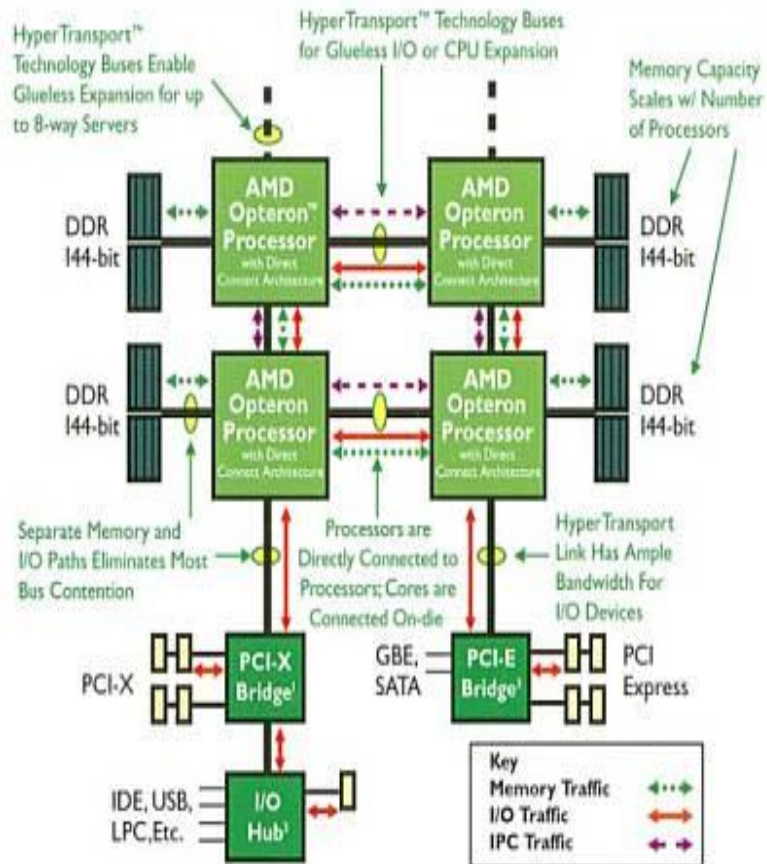 HyperTransport™
Technology Buses Enable
Glueless Expansion for up
to 8-way Servers
HyperTransport™ Technology Buses
for Glueless I/O or CPU Expansion
Memory Capacity
Scales w/ Number
of Processors
DDR
144-bit
AMD
Opteron™
Processor
with Direct
Connect Architecture
AMD
Opteron
Processor
with Direct
Connect Architecture
DDR
144-bit
DDR
144-bit
AMD
Opteron
Processor
with Direct
Connect Architecture
AMD
Opteron
Processor
with Direct
Connect Architecture
DDR
144-bit
Separate Memory and
I/O Paths Eliminates Most
Bus Contention
Processors are
Directly Connected to
Processors; Cores are
Connected On-die
HyperTransport
Link Has Ample
Bandwidth For
I/O Devices
PCI-X
PCI-X
Bridge¹
GBE,
SATA
PCI-E
Bridge¹
PCI
Express
IDE, USB,
LPC,Etc.
I/O
Hub¹
Key
Memory Traffic
I/O Traffic
IPC Traffic